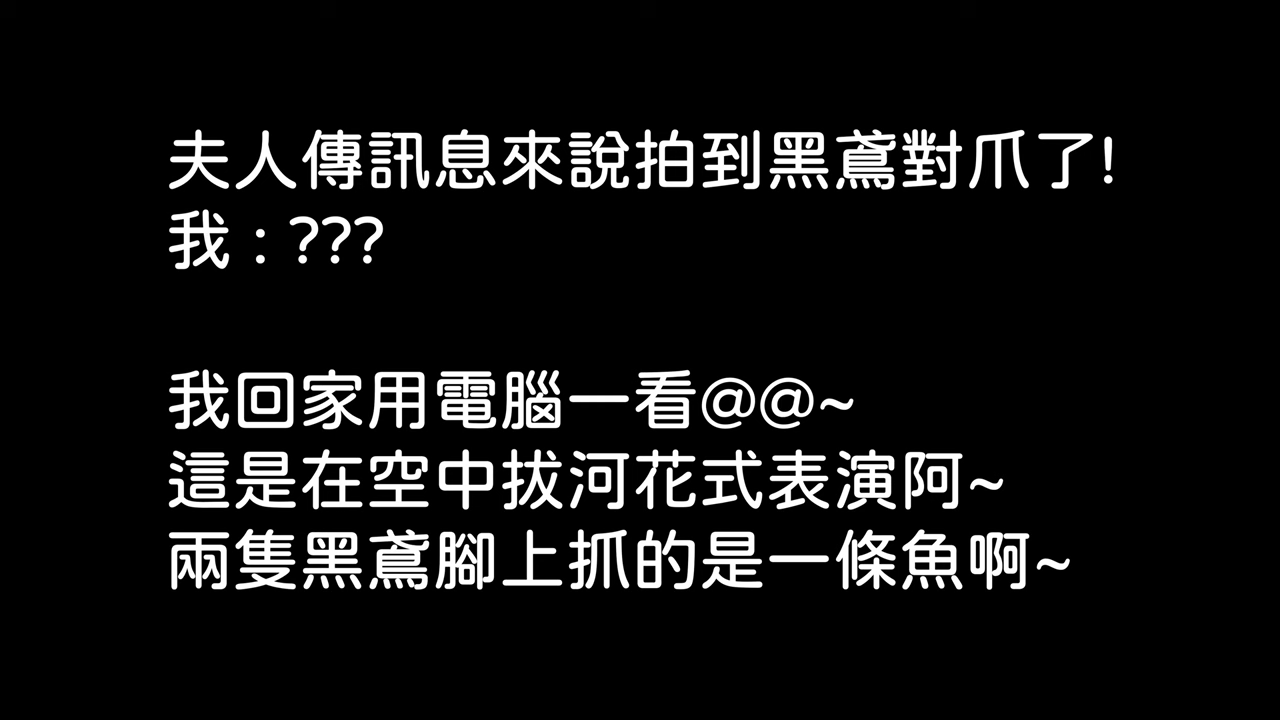 夫人傳訊息來說拍到黑鳶對爪了!
我：???
我回家用電腦一看@@~
這是在空中拔河花式表演阿~
兩隻黑鳶腳上抓的是一條魚啊~